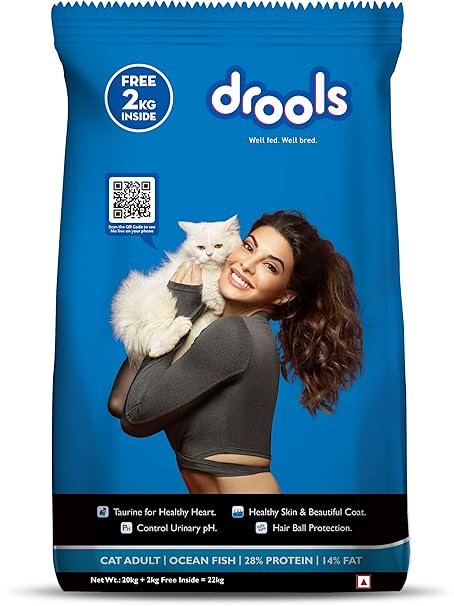 FREE
2KG
INSIDE
drools
Well fed. Well bred.
Scan the QR Code to see
Me live on your phone
Taurine for Healthy Heart.
Healthy Skin & Beautiful Coat.
pH
Control Urinary pH.
Hair Ball Protection.
CAT ADULT | OCEAN FISH | 28% PROTEIN | 14% FAT
Net Wt.: 20kg + 2kg Free Inside = 22kg